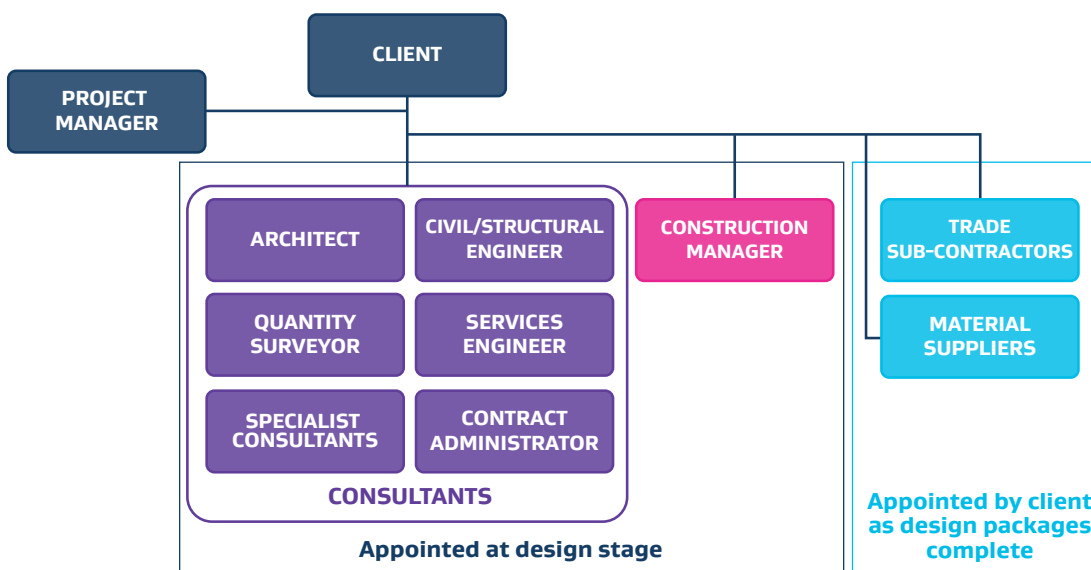 CLIENT
PROJECT
MANAGER
ARCHITECT
CIVIL/STRUCTURAL
ENGINEER
CONSTRUCTION
MANAGER
TRADE
SUB-CONTRACTORS
QUANTITY
SURVEYOR
SERVICES
ENGINEER
MATERIAL
SUPPLIERS
SPECIALIST
CONSULTANTS
CONTRACT
ADMINISTRATOR
CONSULTANTS
Appointed at design stage
Appointed by client
as design packages
complete